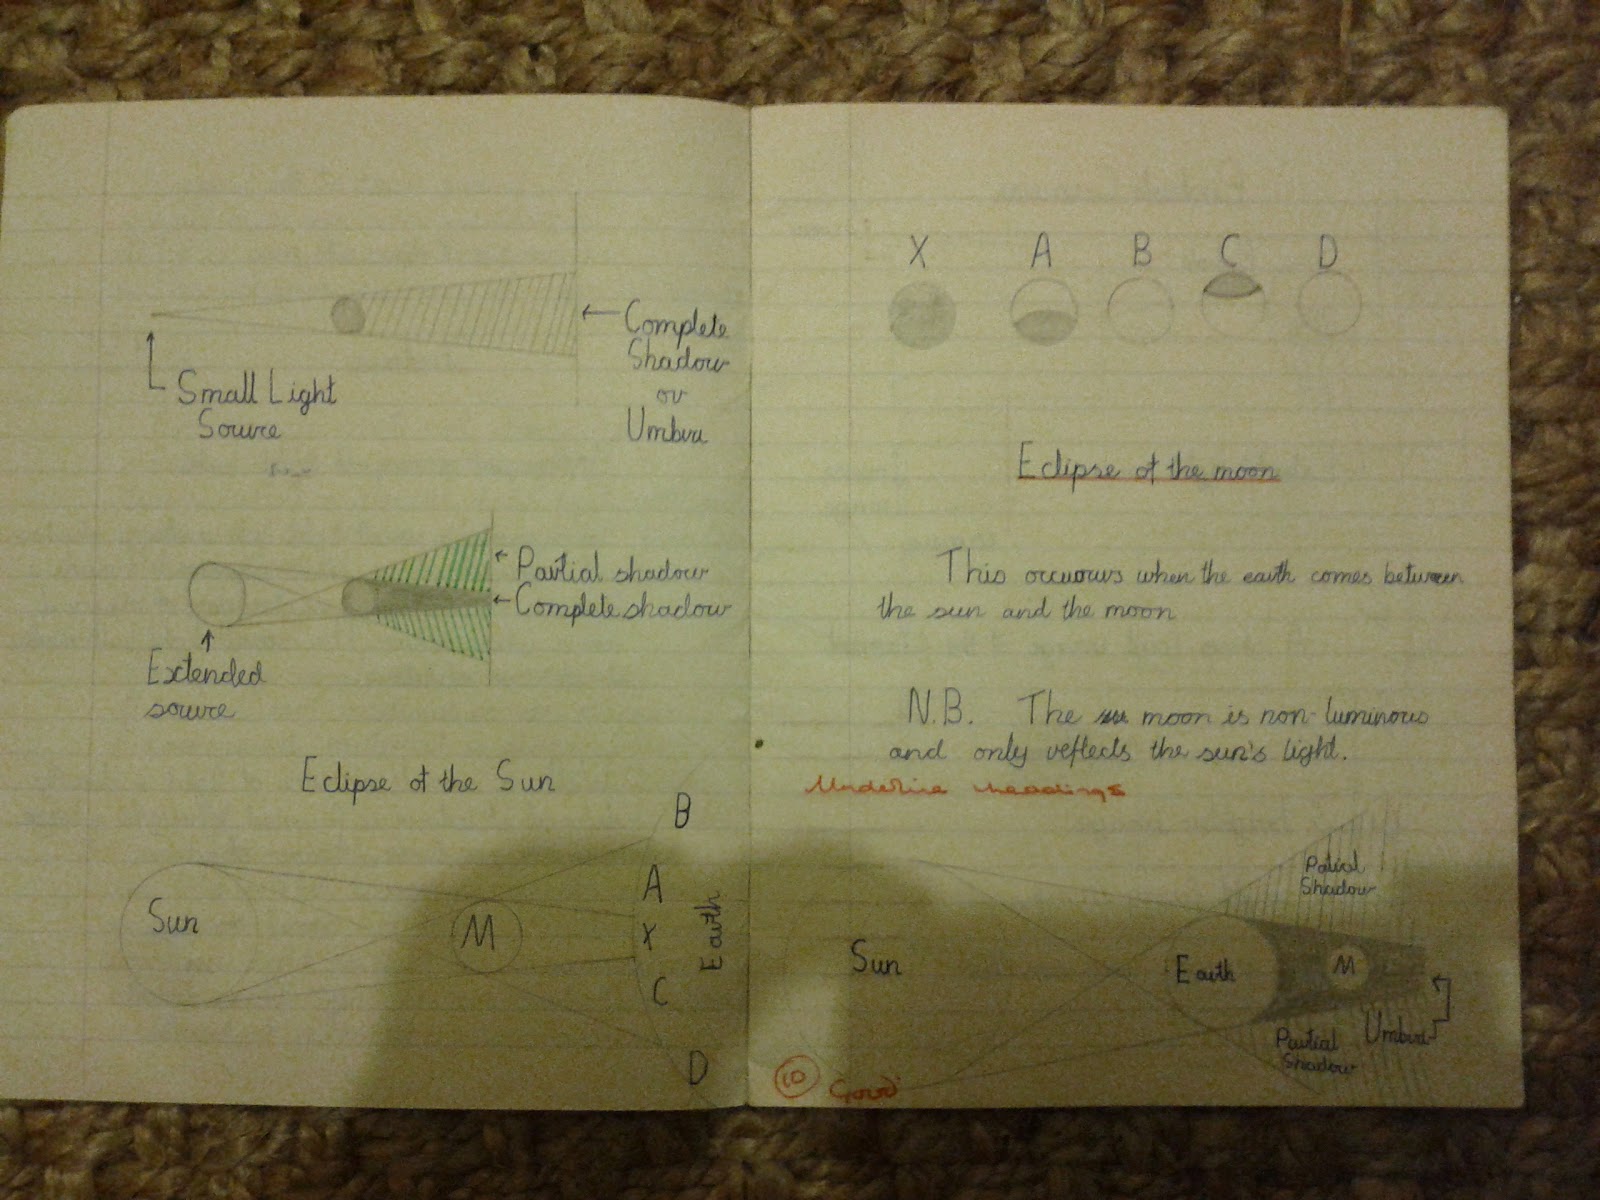 Small Light
Source
Complete
Shadow
or
Umbra
Partial shadow
Complete shadow
Extended
source
Eclipse of the Sun
B
A
X
C
D
Earth
Sun
M
X A B C D
Eclipse of the moon
This occuours when the earth comes between
the sun and the moon
N.B. The moon is non-luminous
and only reflects the sun's light.
Underline headings
Patial
Shadow
Sun
Earth
M
Umbra
Partial
Shadow
10 Good